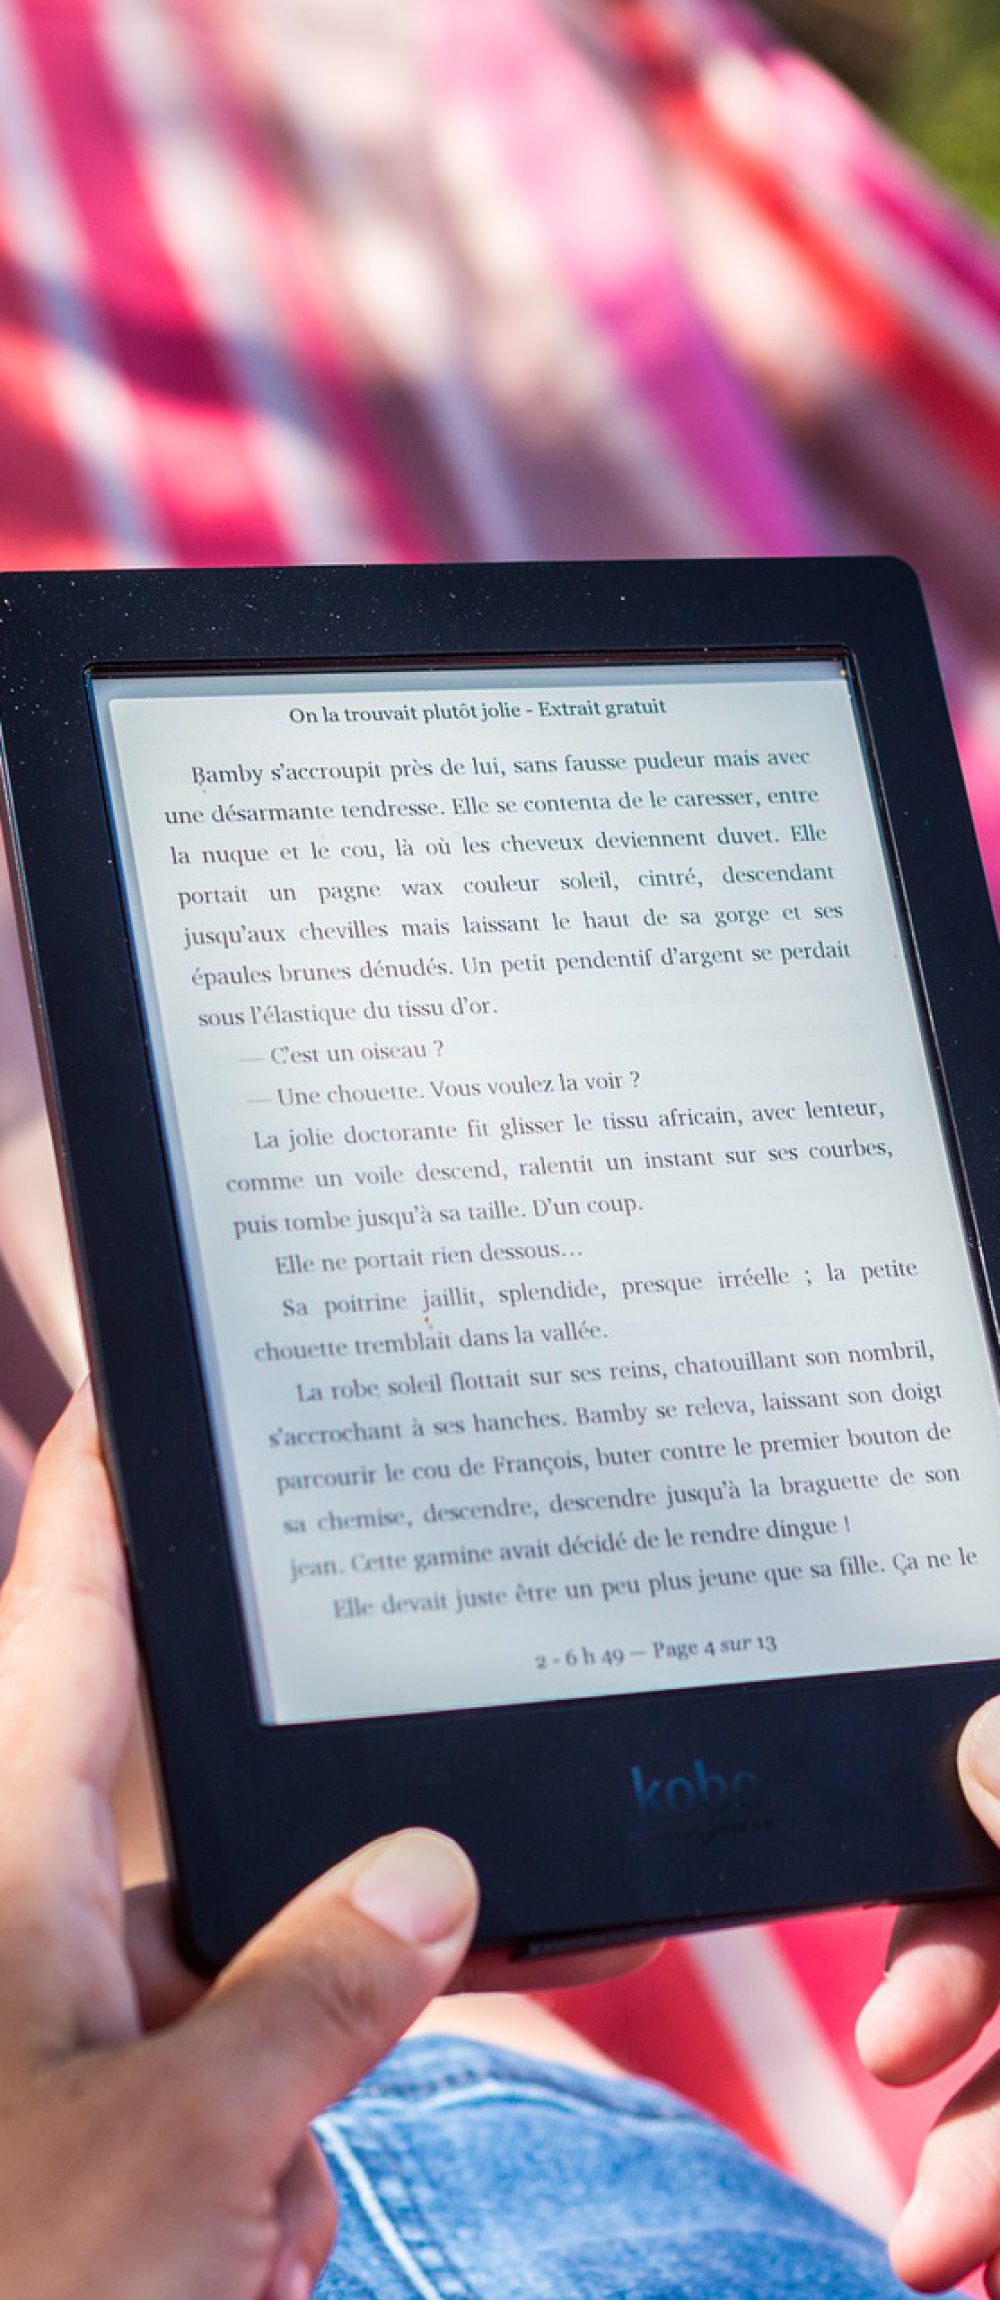 On la trouvait plutôt jolie - Extrait gratuit
Bamby s'accroupit près de lui, sans fausse pudeur mais avec
une désarmante tendresse. Elle se contenta de le caresser, entre
la nuque et le cou, là où les cheveux deviennent duvet. Elle
portait un pagne wax couleur soleil, cintré, descendant
jusqu'aux chevilles mais laissant le haut de sa gorge et ses
épaules brunes dénudés. Un petit pendentif d'argent se perdait
sous l'élastique du tissu d'or.
— C'est un oiseau ?
— Une chouette. Vous voulez la voir ?
La jolie doctorante fit glisser le tissu africain, avec lenteur,
comme un voile descend, ralentit un instant sur ses courbes,
puis tombe jusqu'à sa taille. D'un coup.
Elle ne portait rien dessous…
Sa poitrine jaillit, splendide, presque irréelle ; la petite
chouette tremblait dans la vallée.
La robe soleil flottait sur ses reins, chatouillant son nombril,
s'accrochant à ses hanches. Bamby se releva, laissant son doigt
parcourir le cou de François, buter contre le premier bouton de
sa chemise, descendre, descendre jusqu'à la braguette de son
jean. Cette gamine avait décidé de le rendre dingue !
Elle devait juste être un peu plus jeune que sa fille. Ça ne le
2 - 6 h 49 — Page 4 sur 13
kobo